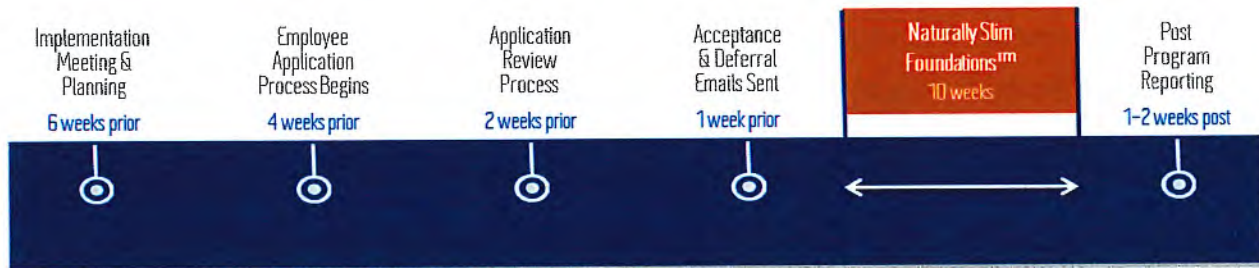 Implementation
Meeting &
Planning
6 weeks prior
Employee
Application
Process Begins
4 weeks prior
Application
Review
Process
2 weeks prior
Acceptance
& Deferral
Emails Sent
1 week prior
Naturally Slim
Foundations™
10 weeks
Post
Program
Reporting
1-2 weeks post